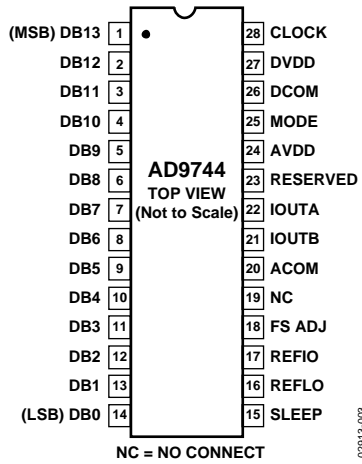 (MSB) DB13 1 28 CLOCK
DB12 2 27 DVDD
DB11 3 26 DCOM
DB10 4 25 MODE
DB9 5 24 AVDD
DB8 6 AD9744 23 RESERVED
TOP VIEW
DB7 7 (Not to Scale) 22 IOUTA
DB6 8 21 IOUTB
DB5 9 20 ACOM
DB4 10 19 NC
DB3 11 18 FS ADJ
DB2 12 17 REFIO
DB1 13 16 REFLO
(LSB) DB0 14 15 SLEEP
NC = NO CONNECT
02913-003